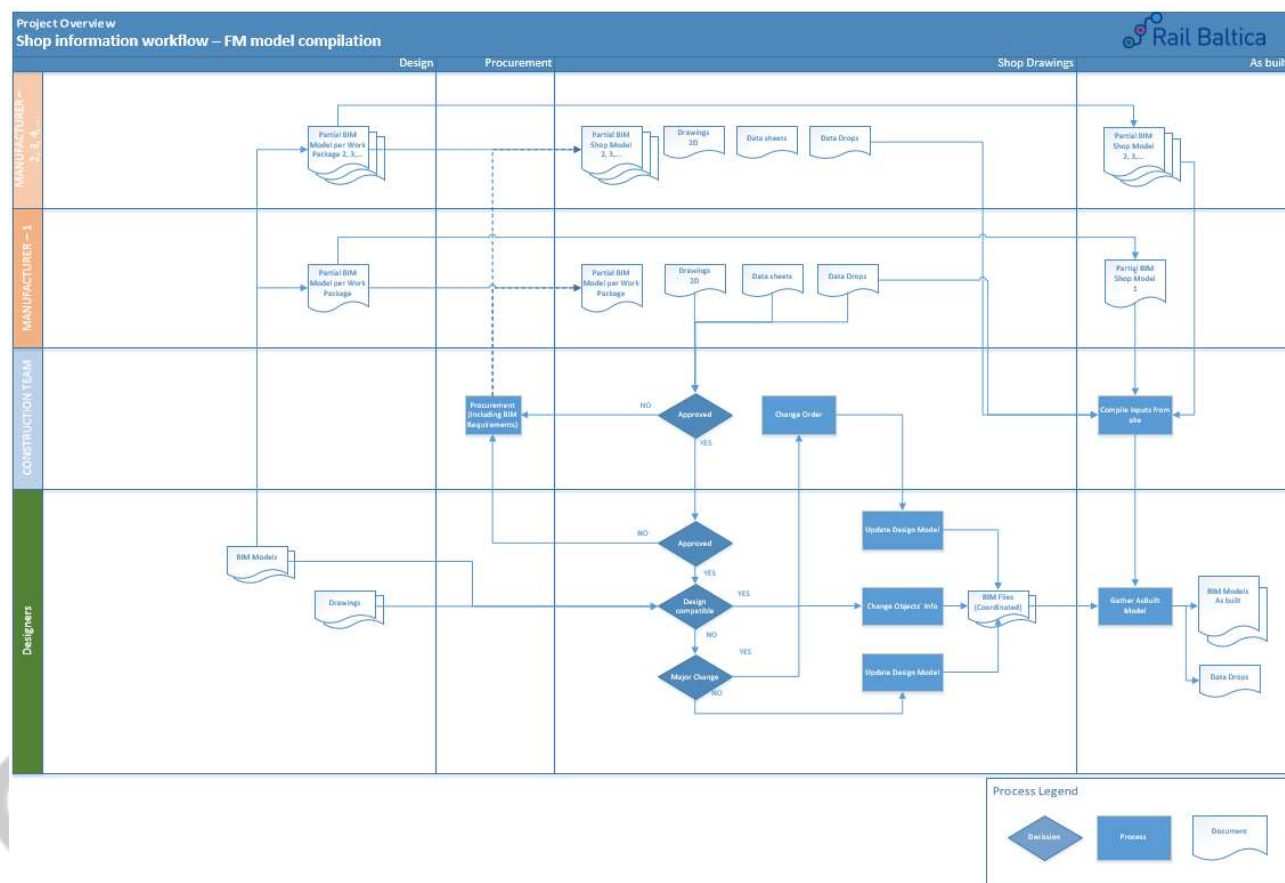 Project Overview
Shop information workflow – FM model compilation
Rail Baltica
Design
Procurement
Shop Drawings
As built
MANUFACTURER –
2, 3, 4,...
Partial BIM
Model per Work
Package 2, 3,...
Partial BIM
Shop Model
2, 3,...
Drawings
2D
Data sheets
Data Drops
Partial BIM
Shop Model
2, 3,...
MANUFACTURER – 1
Partial BIM
Model per Work
Package
Partial BIM
Model per Work
Package
Drawings
2D
Data sheets
Data Drops
Partial BIM
Shop Model
1
CONSTRUCTION TEAM
Procurement
(Including BIM
Requirements)
NO
Approved
YES
Change Order
Compile inputs from
site
Designers
BIM Models
Drawings
NO
Approved
YES
Design
compatible
YES
NO
Major Change
YES
NO
Update Design Model
Change Objects' Info
Update Design Model
BIM Files
(Coordinated)
Gather AsBuilt
Model
BIM Models
As built
Date Drops
Process Legend
Decission
Process
Document